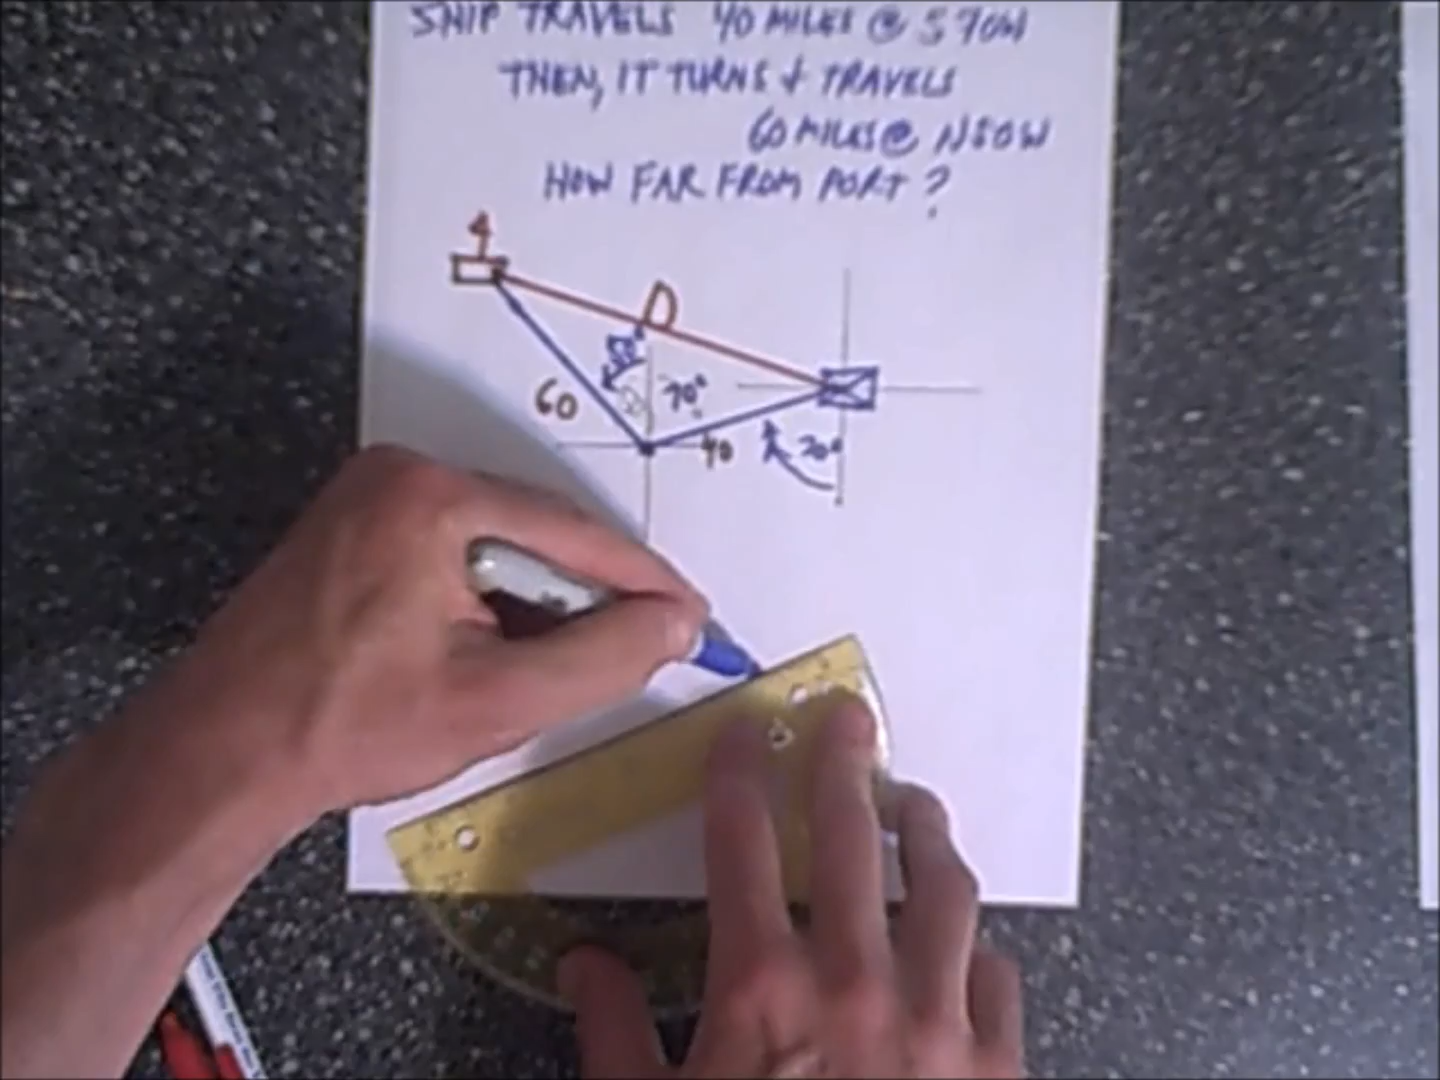 SHIP TRAVELS 40 MILES @ S 70W
THEN, IT TURNS & TRAVELS
60 MILES @ N50W
HOW FAR FROM PORT ?
D
50°
70°
60
40
70°